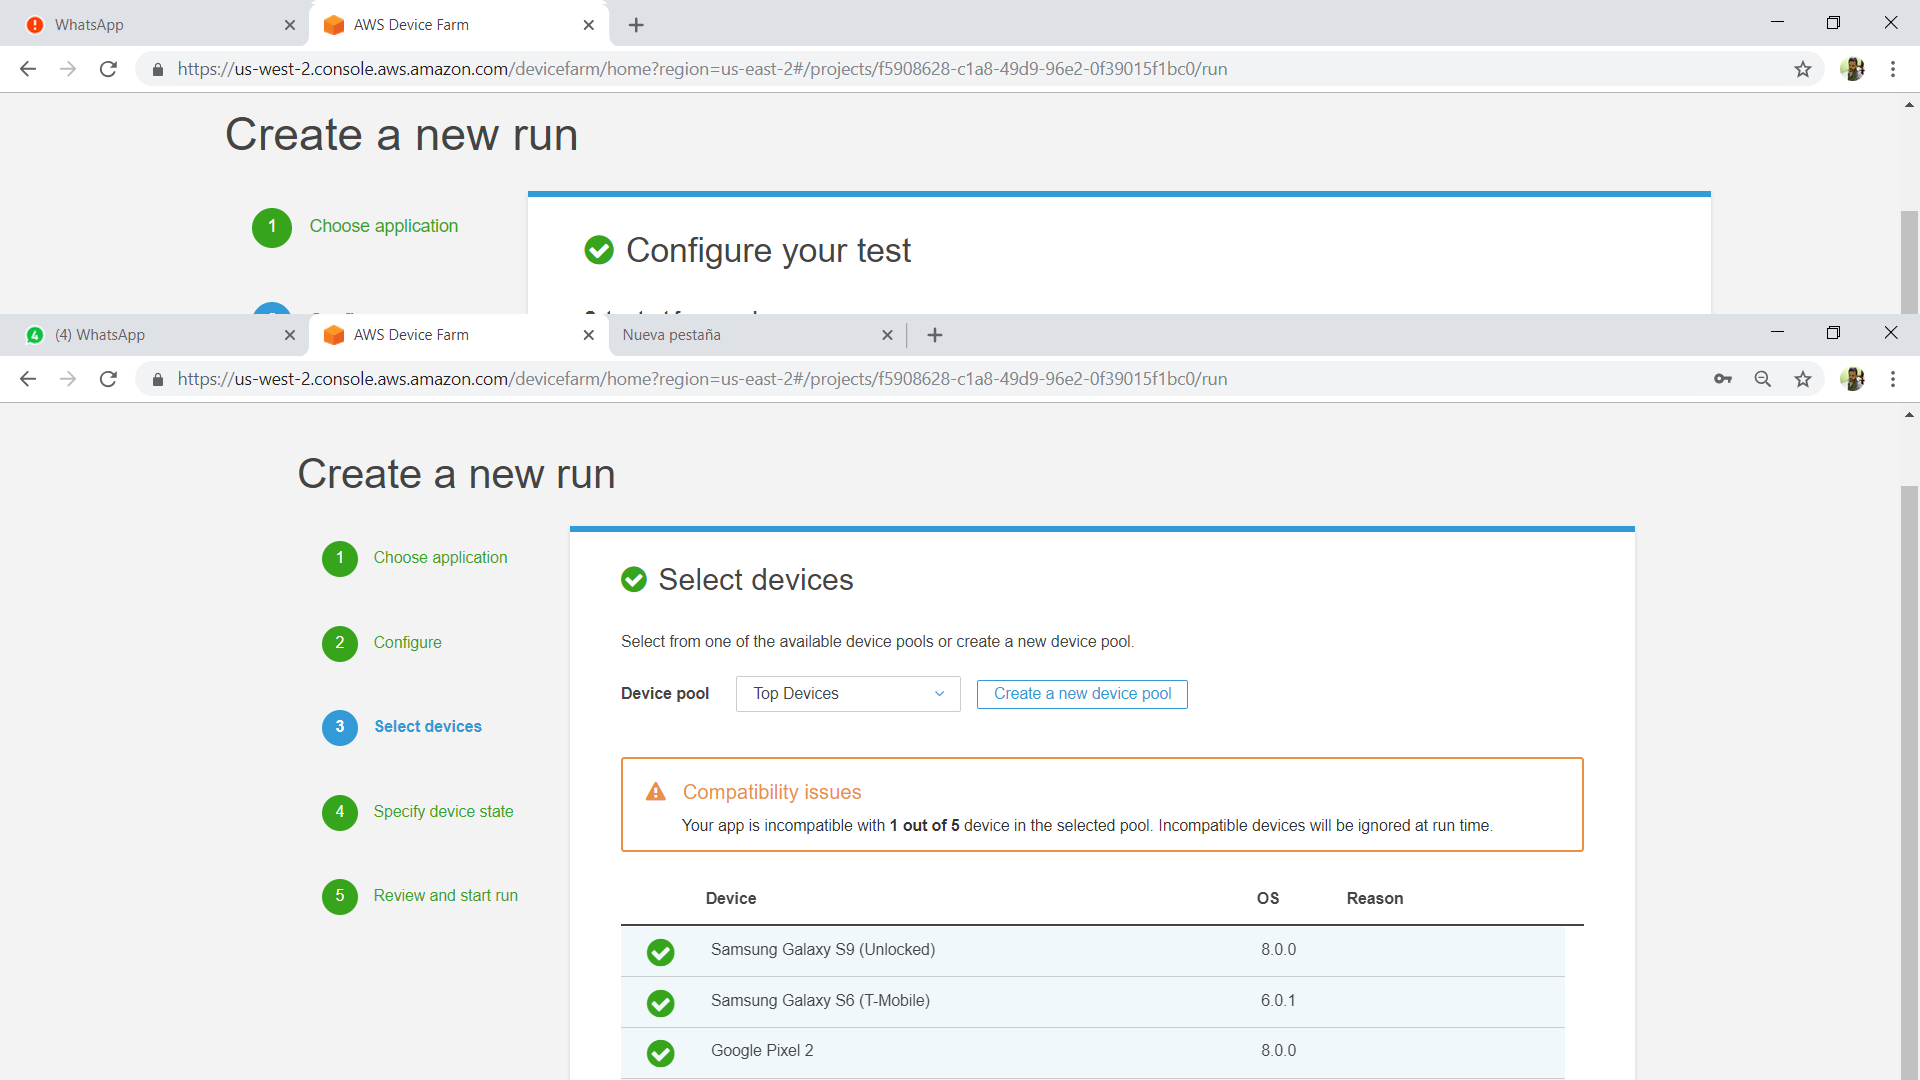 WhatsApp
AWS Device Farm
https://us-west-2.console.aws.amazon.com/devicefarm/home?region=us-east-2#/projects/f5908628-c1a8-49d9-96e2-0f39015f1bc0/run
Create a new run
1 Choose application
Configure your test
4 (4) WhatsApp
AWS Device Farm
Nueva pestaña
https://us-west-2.console.aws.amazon.com/devicefarm/home?region=us-east-2#/projects/f5908628-c1a8-49d9-96e2-0f39015f1bc0/run
Create a new run
1 Choose application
2 Configure
3 Select devices
4 Specify device state
5 Review and start run
Select devices
Select from one of the available device pools or create a new device pool.
Device pool Top Devices Create a new device pool
Compatibility issues
Your app is incompatible with 1 out of 5 device in the selected pool. Incompatible devices will be ignored at run time.
Device OS Reason
Samsung Galaxy S9 (Unlocked) 8.0.0
Samsung Galaxy S6 (T-Mobile) 6.0.1
Google Pixel 2 8.0.0